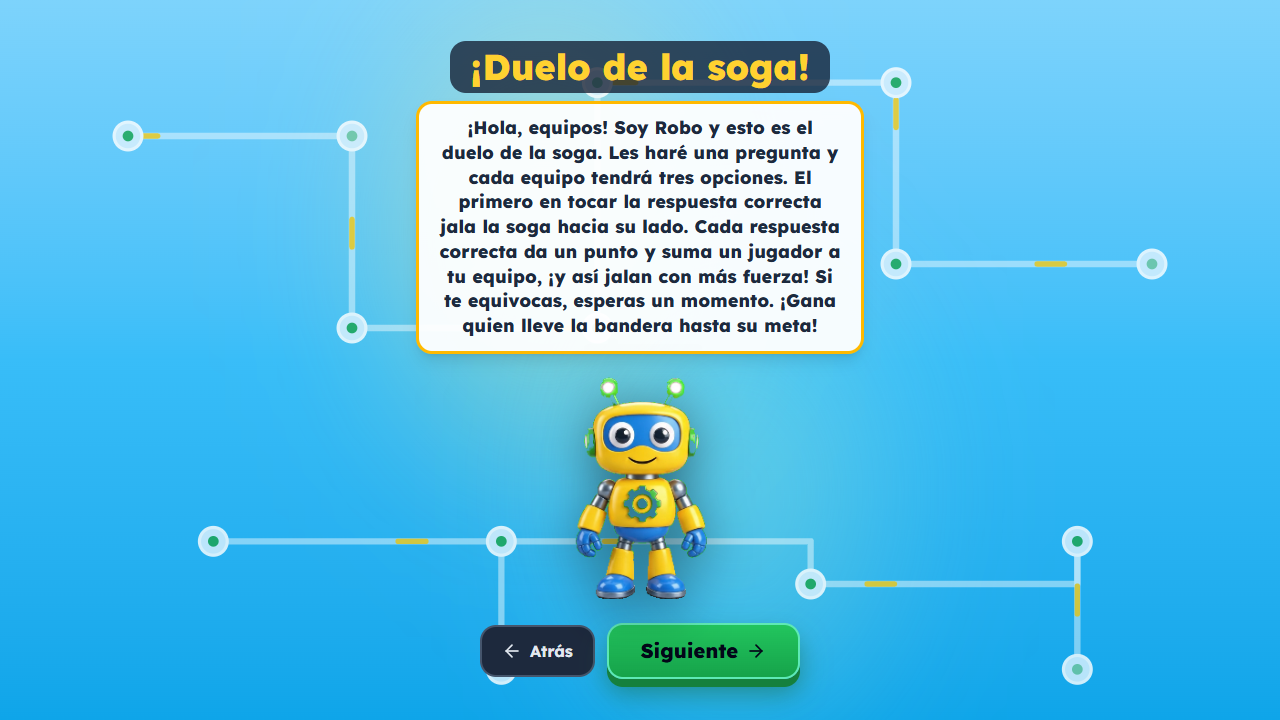 ¡Duelo de la soga!
¡Hola, equipos! Soy Robo y esto es el
duelo de la soga. Les haré una pregunta y
cada equipo tendrá tres opciones. El
primero en tocar la respuesta correcta
jala la soga hacia su lado. Cada respuesta
correcta da un punto y suma un jugador a
tu equipo, ¡y así jalan con más fuerza! Si
te equivocas, esperas un momento. ¡Gana
quien lleve la bandera hasta su meta!
← Atrás
Siguiente →